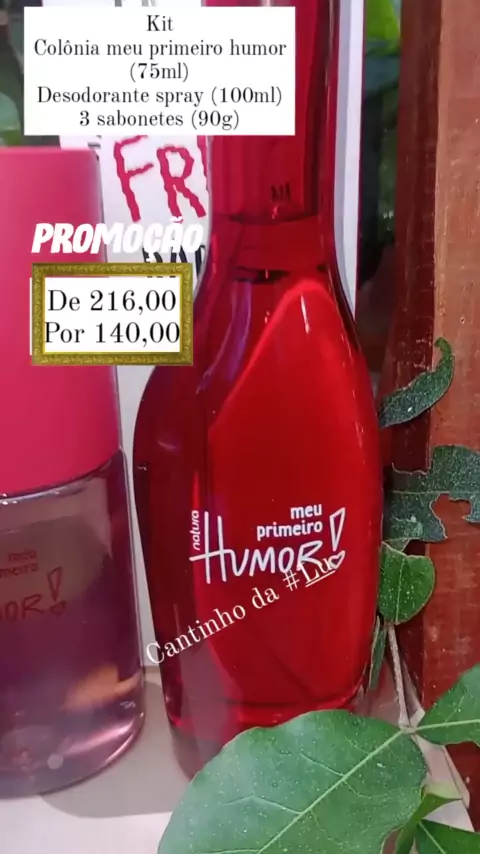 Kit
Colônia meu primeiro humor
(75ml)
Desodorante spray (100ml)
3 sabonetes (90g)
PROMOÇÃO
De 216,00
Por 140,00
natura
meu
primeiro
HUMOR!
Cantinho da #Lu
meu